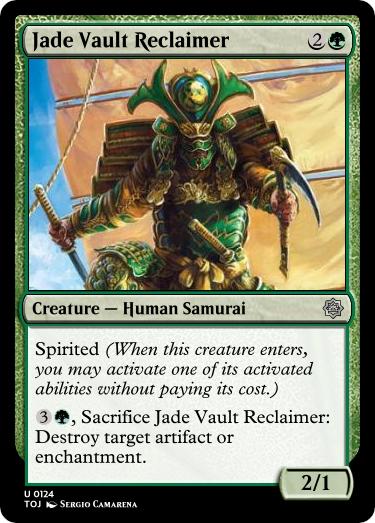 Jade Vault Reclaimer 2
Creature — Human Samurai
Spirited (When this creature enters,
you may activate one of its activated
abilities without paying its cost.)
3, Sacrifice Jade Vault Reclaimer:
Destroy target artifact or
enchantment.
2/1
U 0124
TOJ Sergio Camarena